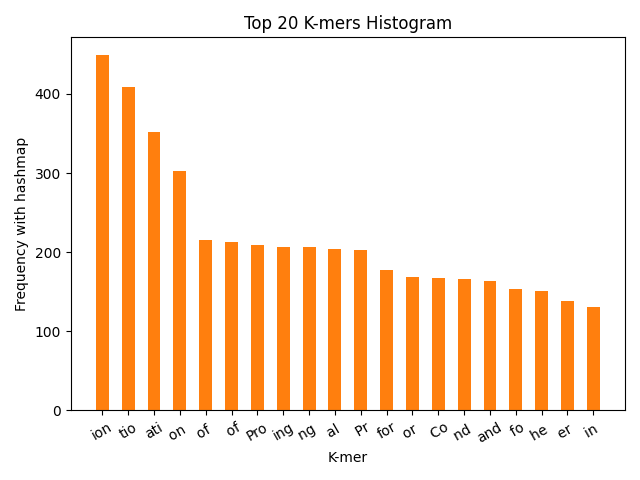 Top 20 K-mers Histogram
Frequency with hashmap
400
300
200
100
0
ion tio ati on of of Pro ing ng al Pr for or Co nd and fo he er in
K-mer